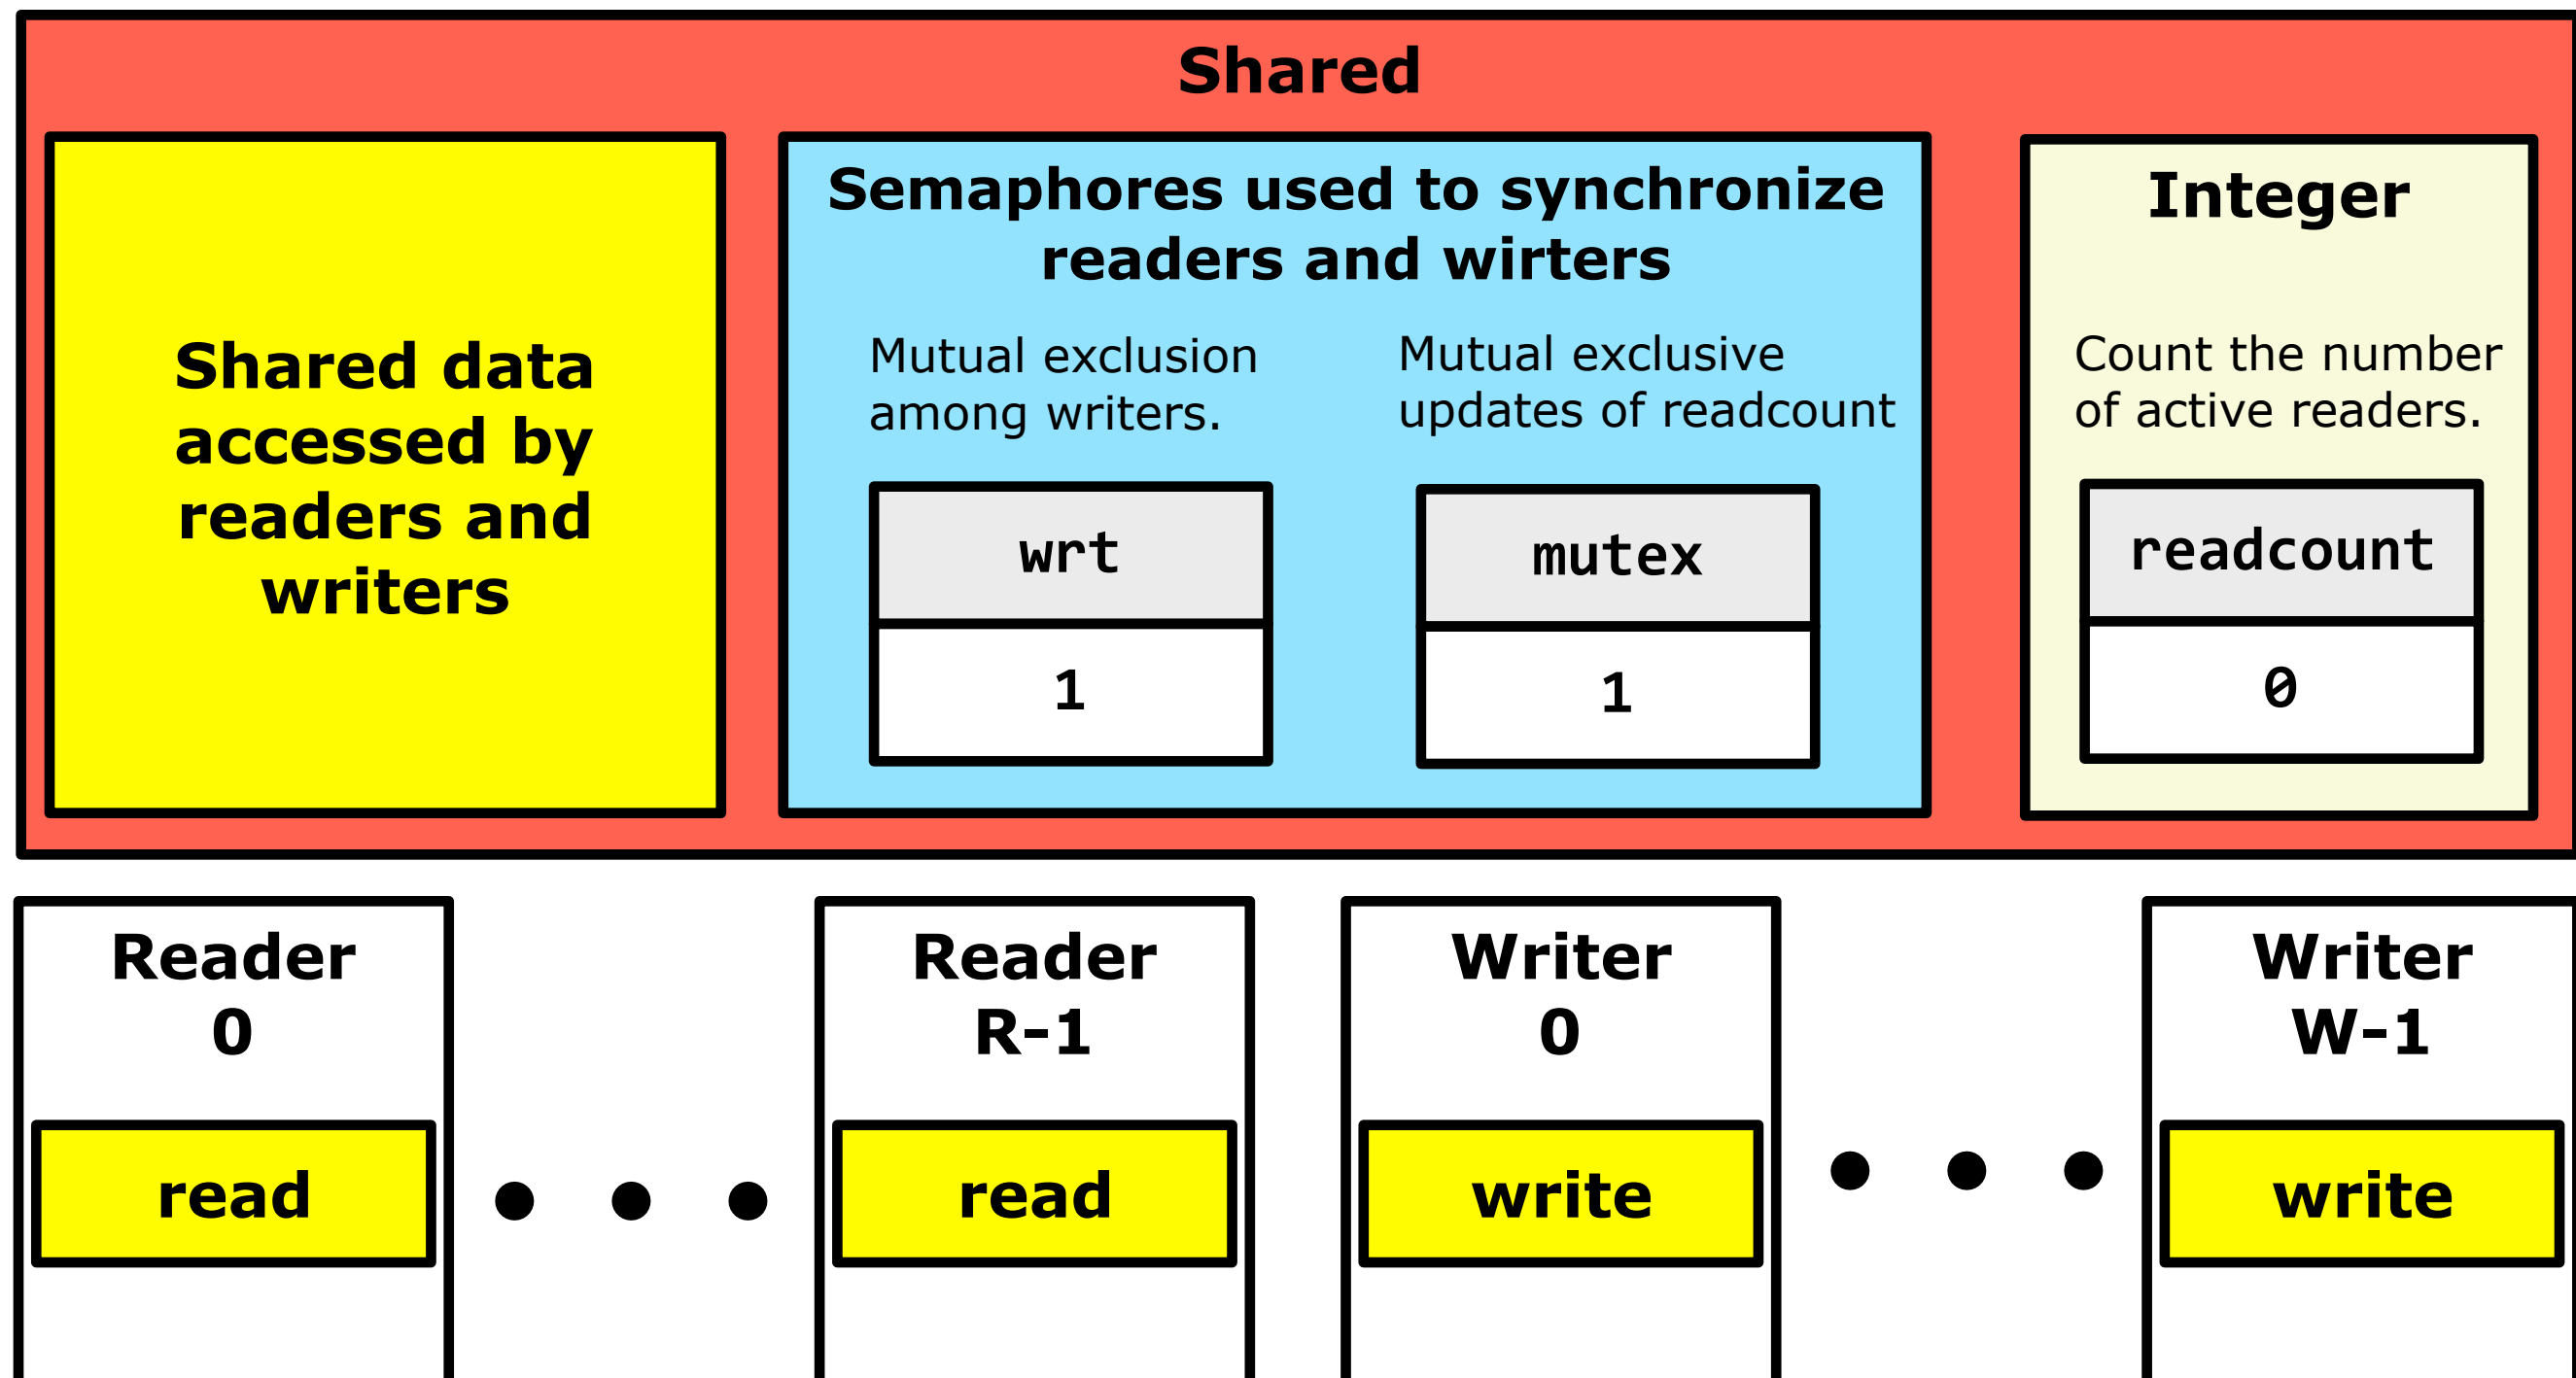 Shared
Shared data
accessed by
readers and
writers
Semaphores used to synchronize
readers and wirters
Mutual exclusion
among writers.
Mutual exclusive
updates of readcount
wrt
1
mutex
1
Integer
Count the number
of active readers.
readcount
0
Reader
0
read
Reader
R-1
read
Writer
0
write
Writer
W-1
write